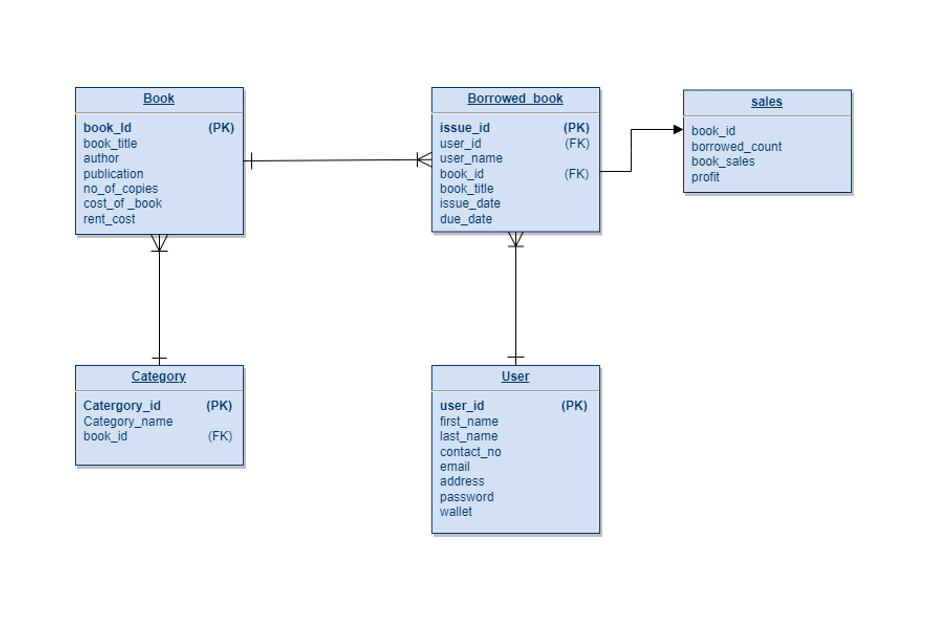 Book
book_Id (PK)
book_title
author
publication
no_of_copies
cost_of _book
rent_cost
Borrowed_book
issue_id (PK)
user_id (FK)
user_name
book_id (FK)
book_title
issue_date
due_date
sales
book_id
borrowed_count
book_sales
profit
Category
Catergory_id (PK)
Category_name
book_id (FK)
User
user_id (PK)
first_name
last_name
contact_no
email
address
password
wallet